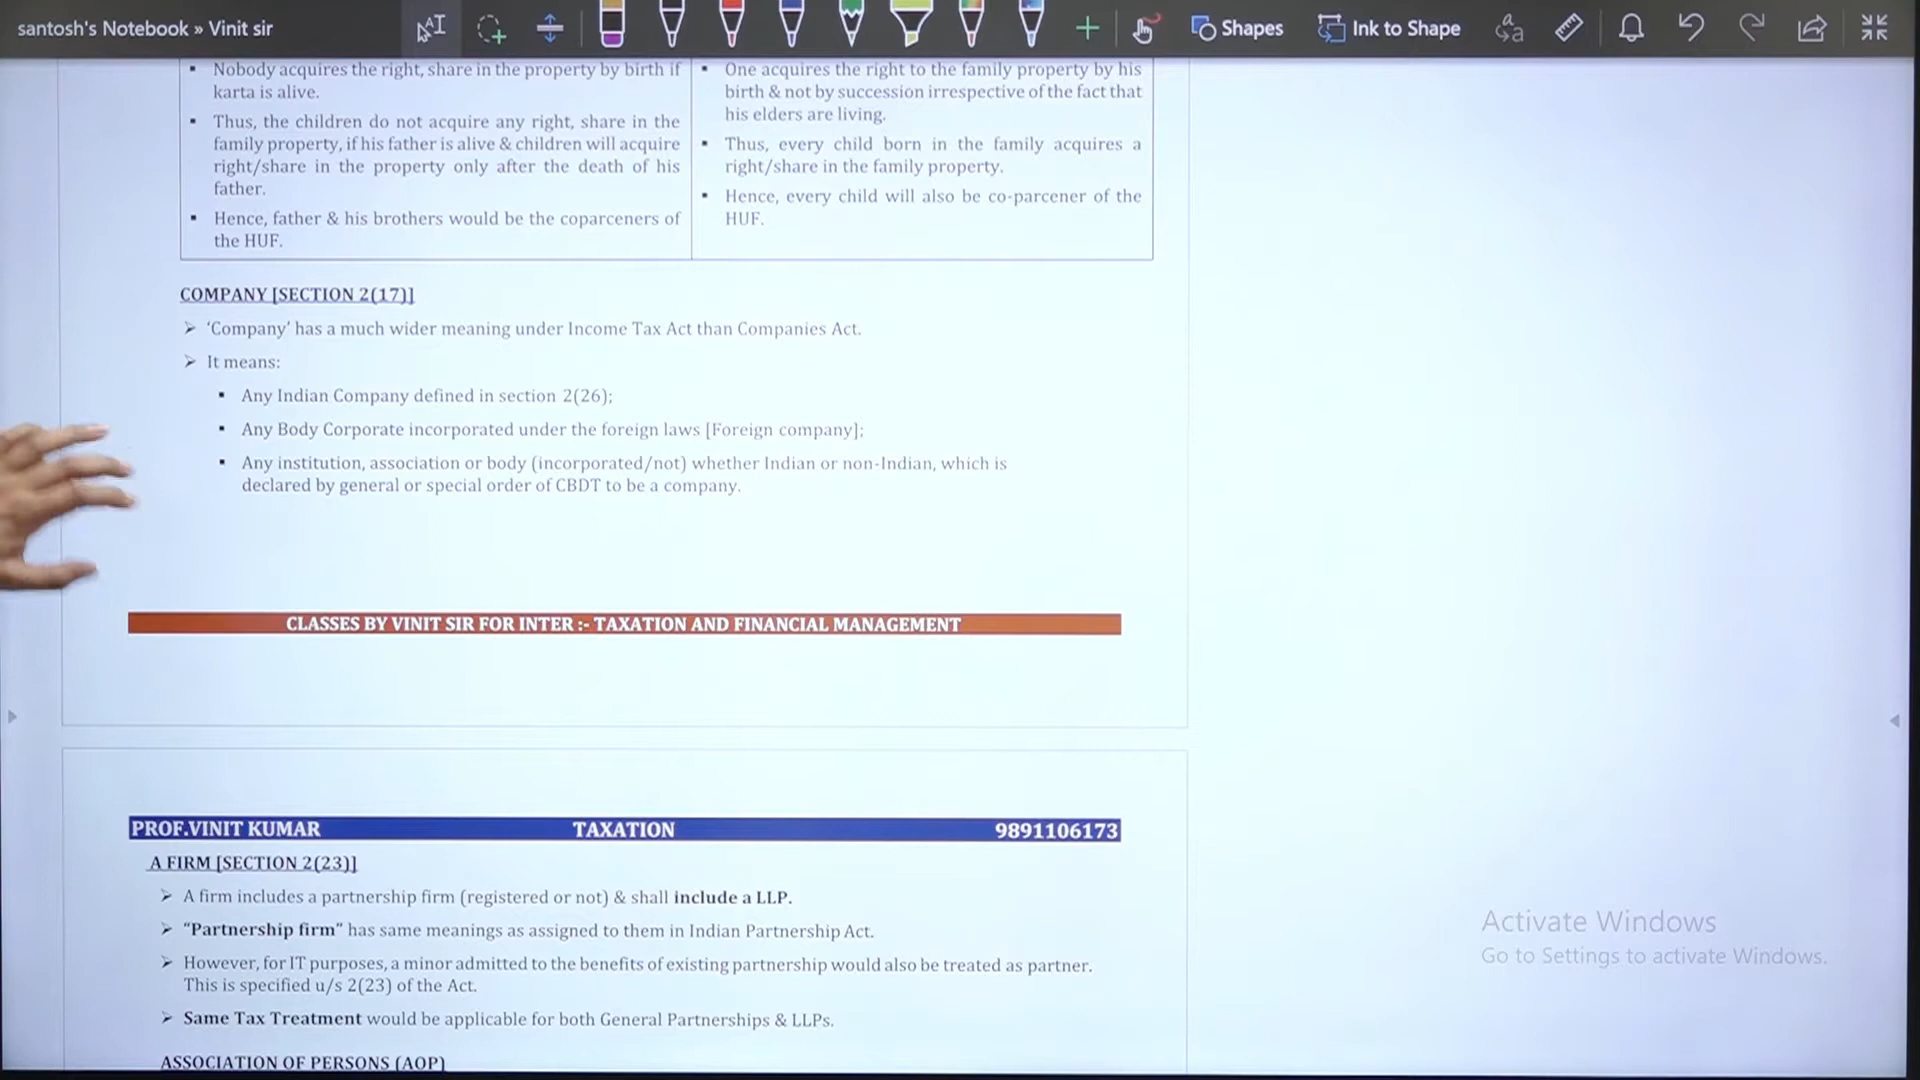 santosh's Notebook » Vinit sir
Shapes
Ink to Shape
Nobody acquires the right, share in the property by birth if
karta is alive.
Thus, the children do not acquire any right, share in the
family property, if his father is alive & children will acquire
right/share in the property only after the death of his
father.
Hence, father & his brothers would be the coparceners of
the HUF.
One acquires the right to the family property by his
birth & not by succession irrespective of the fact that
his elders are living.
Thus, every child born in the family acquires a
right/share in the family property.
Hence, every child will also be co-parcener of the
HUF.
COMPANY [SECTION 2(17)]
➢ ‘Company’ has a much wider meaning under Income Tax Act than Companies Act.
➢ It means:
▪ Any Indian Company defined in section 2(26);
▪ Any Body Corporate incorporated under the foreign laws [Foreign company];
▪ Any institution, association or body (incorporated/not) whether Indian or non-Indian, which is
declared by general or special order of CBDT to be a company.
CLASSES BY VINIT SIR FOR INTER :- TAXATION AND FINANCIAL MANAGEMENT
PROF.VINIT KUMAR TAXATION 9891106173
A FIRM [SECTION 2(23)]
➢ A firm includes a partnership firm (registered or not) & shall include a LLP.
➢ “Partnership firm” has same meanings as assigned to them in Indian Partnership Act.
➢ However, for IT purposes, a minor admitted to the benefits of existing partnership would also be treated as partner.
This is specified u/s 2(23) of the Act.
➢ Same Tax Treatment would be applicable for both General Partnerships & LLPs.
ASSOCIATION OF PERSONS (AOP)
Activate Windows
Go to Settings to activate Windows.